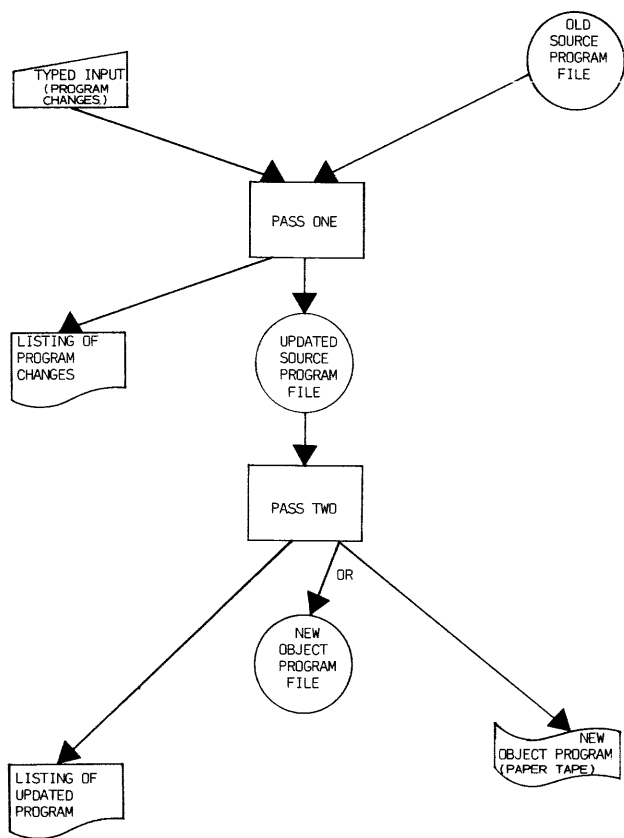 TYPED INPUT
(PROGRAM
CHANGES)
OLD
SOURCE
PROGRAM
FILE
PASS ONE
LISTING OF
PROGRAM
CHANGES
UPDATED
SOURCE
PROGRAM
FILE
PASS TWO
OR
NEW
OBJECT
PROGRAM
FILE
NEW
OBJECT PROGRAM
(PAPER TAPE)
LISTING OF
UPDATED
PROGRAM